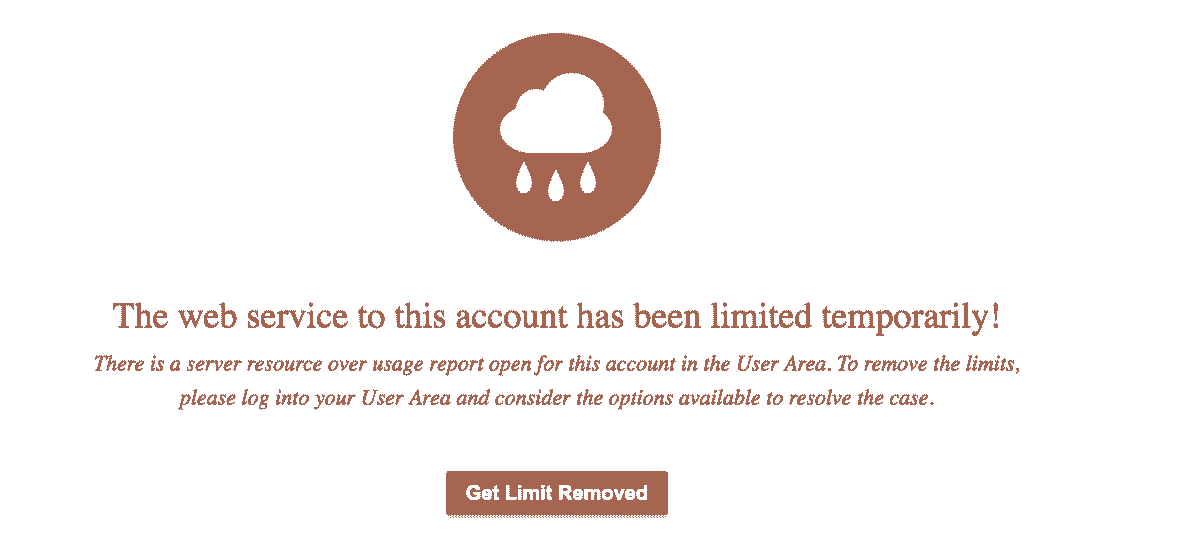 The web service to this account has been limited temporarily!
There is a server resource over usage report open for this account in the User Area. To remove the limits,
please log into your User Area and consider the options available to resolve the case.
Get Limit Removed